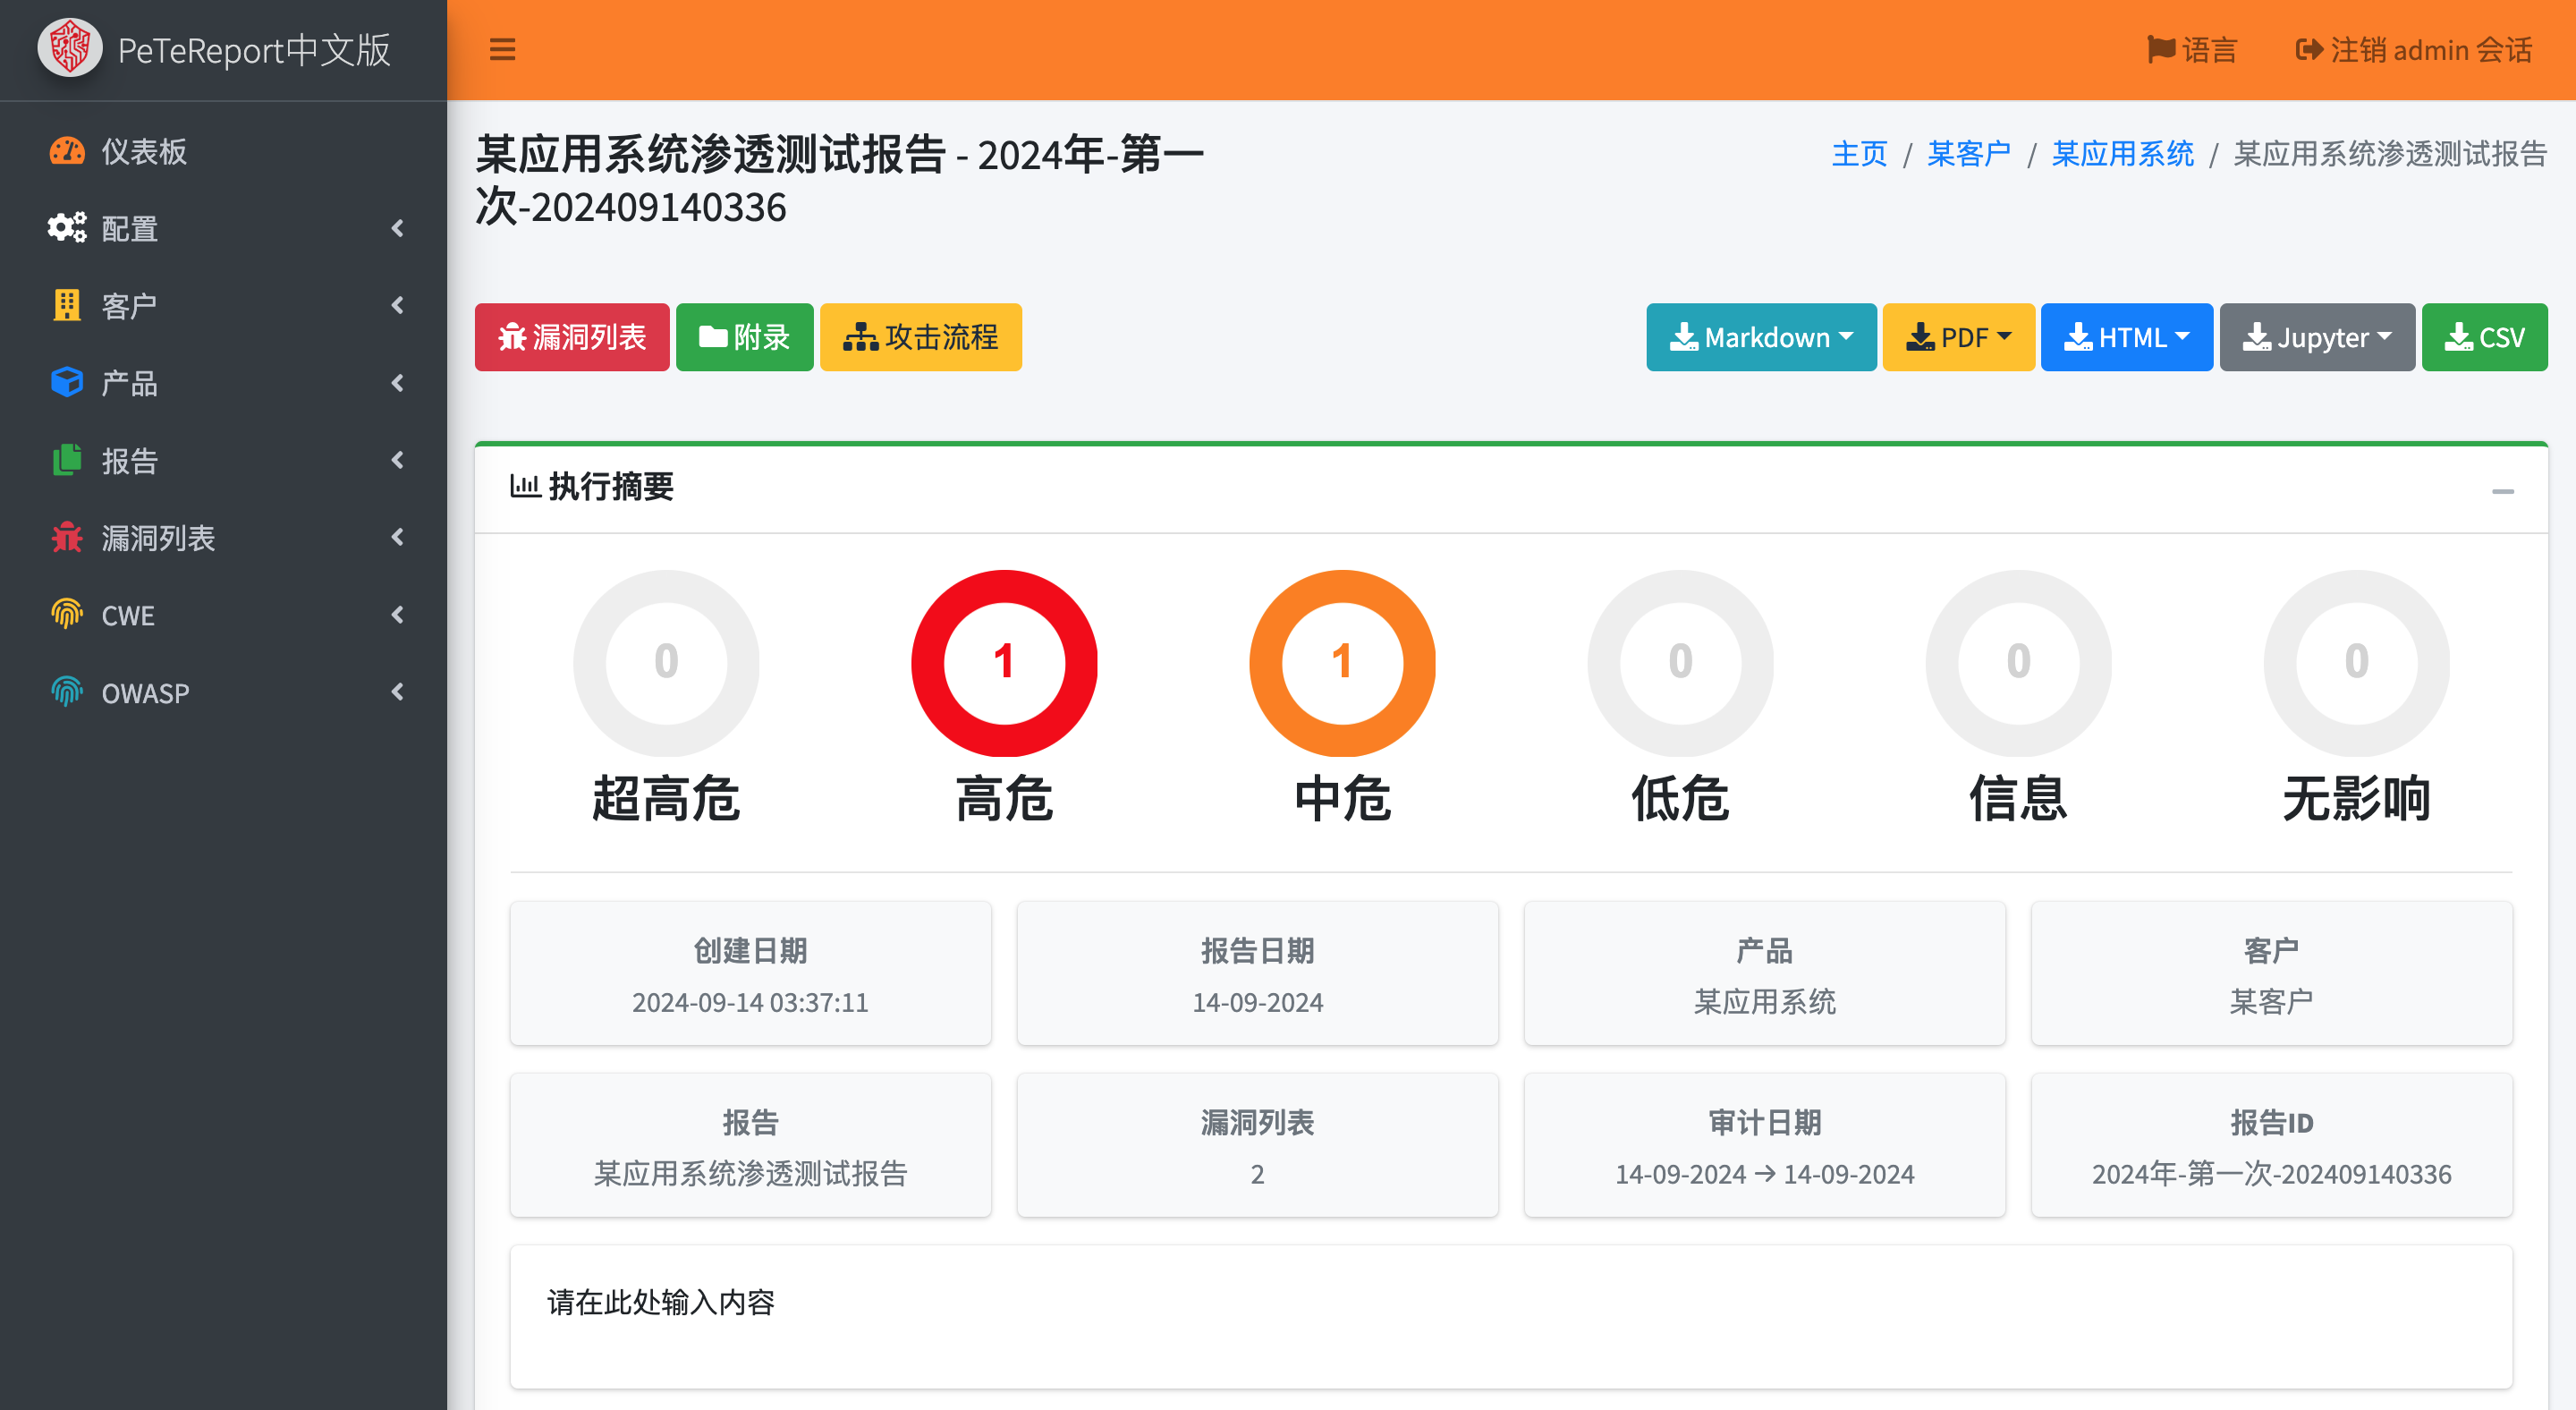 PeTeReport中文版
语言
注销 admin 会话
仪表板
配置
客户
产品
报告
漏洞列表
CWE
OWASP
某应用系统渗透测试报告 - 2024年-第一
次-202409140336
主页 / 某客户 / 某应用系统 / 某应用系统渗透测试报告
漏洞列表
附录
攻击流程
Markdown
PDF
HTML
Jupyter
CSV
执行摘要
0
1
1
0
0
0
超高危
高危
中危
低危
信息
无影响
创建日期
2024-09-14 03:37:11
报告日期
14-09-2024
产品
某应用系统
客户
某客户
报告
某应用系统渗透测试报告
漏洞列表
2
审计日期
14-09-2024 → 14-09-2024
报告ID
2024年-第一次-202409140336
请在此处输入内容